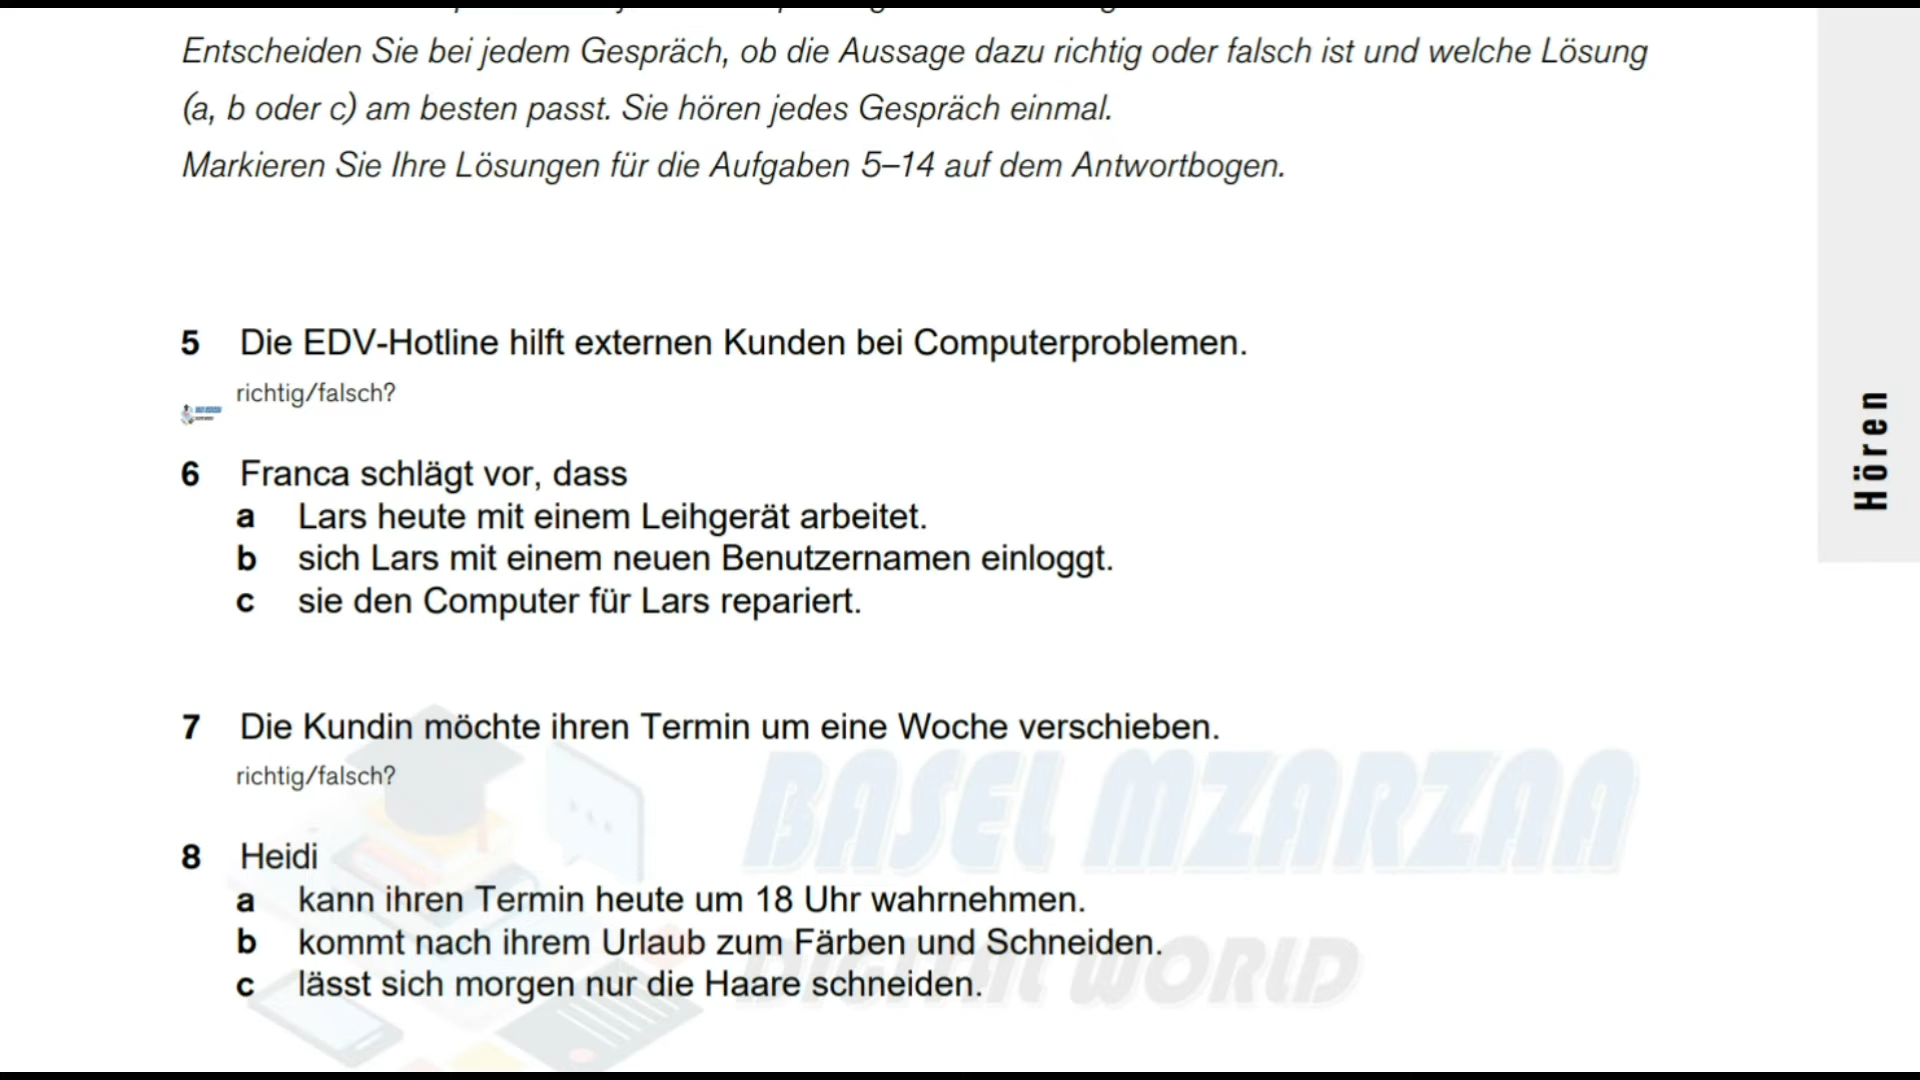 Entscheiden Sie bei jedem Gespräch, ob die Aussage dazu richtig oder falsch ist und welche Lösung
(a, b oder c) am besten passt. Sie hören jedes Gespräch einmal.
Markieren Sie Ihre Lösungen für die Aufgaben 5–14 auf dem Antwortbogen.
5 Die EDV-Hotline hilft externen Kunden bei Computerproblemen.
richtig/falsch?
6 Franca schlägt vor, dass
a Lars heute mit einem Leihgerät arbeitet.
b sich Lars mit einem neuen Benutzernamen einloggt.
c sie den Computer für Lars repariert.
7 Die Kundin möchte ihren Termin um eine Woche verschieben.
richtig/falsch?
8 Heidi
a kann ihren Termin heute um 18 Uhr wahrnehmen.
b kommt nach ihrem Urlaub zum Färben und Schneiden.
c lässt sich morgen nur die Haare schneiden.
Hören
BASEL MZARZAA
DIGITAL WORLD